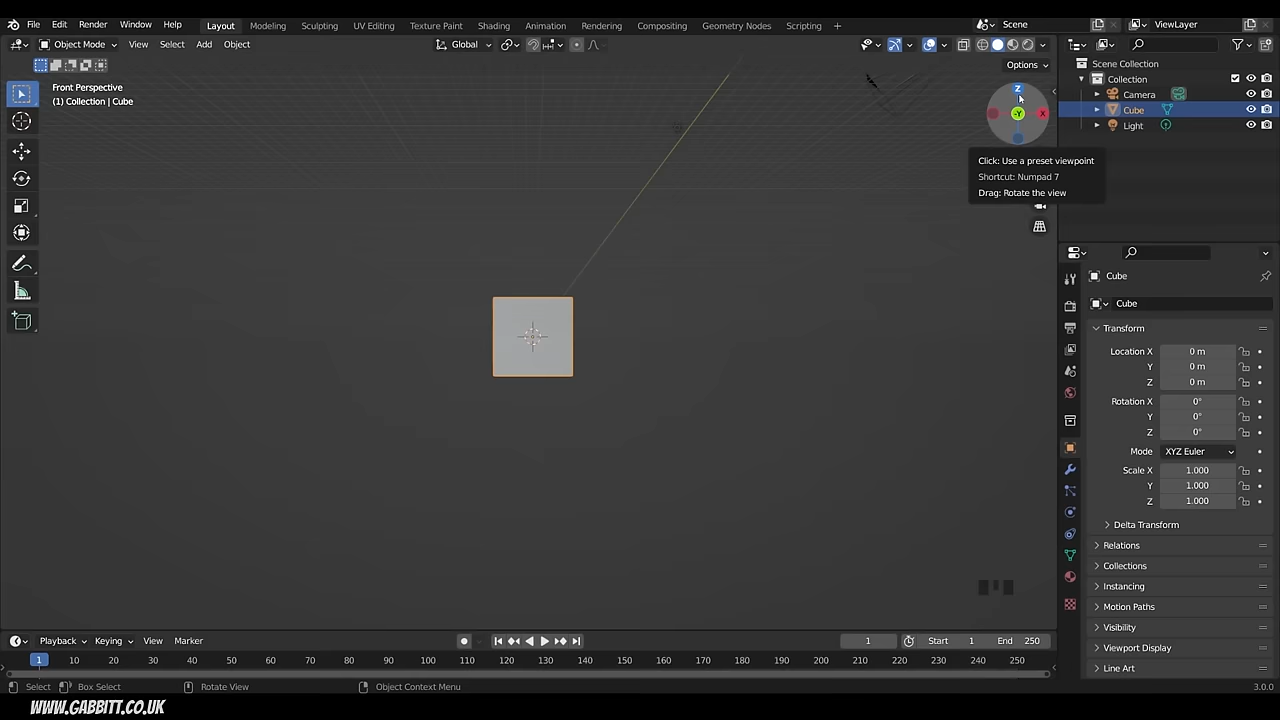 File Edit Render Window Help Layout Modeling Sculpting UV Editing Texture Paint Shading Animation Rendering Compositing Geometry Nodes Scripting + Scene ViewLayer
Object Mode View Select Add Object Global
Options
Front Perspective
(1) Collection | Cube
Z
-Y
X
Click: Use a preset viewpoint
Shortcut: Numpad 7
Drag: Rotate the view
Scene Collection
Collection
Camera
Cube
Light
Cube
Cube
Transform
Location X 0 m
Y 0 m
Z 0 m
Rotation X 0°
Y 0°
Z 0°
Mode XYZ Euler
Scale X 1.000
Y 1.000
Z 1.000
Delta Transform
Relations
Collections
Instancing
Motion Paths
Visibility
Viewport Display
Line Art
Playback Keying View Marker 1 Start 1 End 250
1 10 20 30 40 50 60 70 80 90 100 110 120 130 140 150 160 170 180 190 200 210 220 230 240 250
Select Box Select Rotate View Object Context Menu 3.0.0
WWW.GABBITT.CO.UK